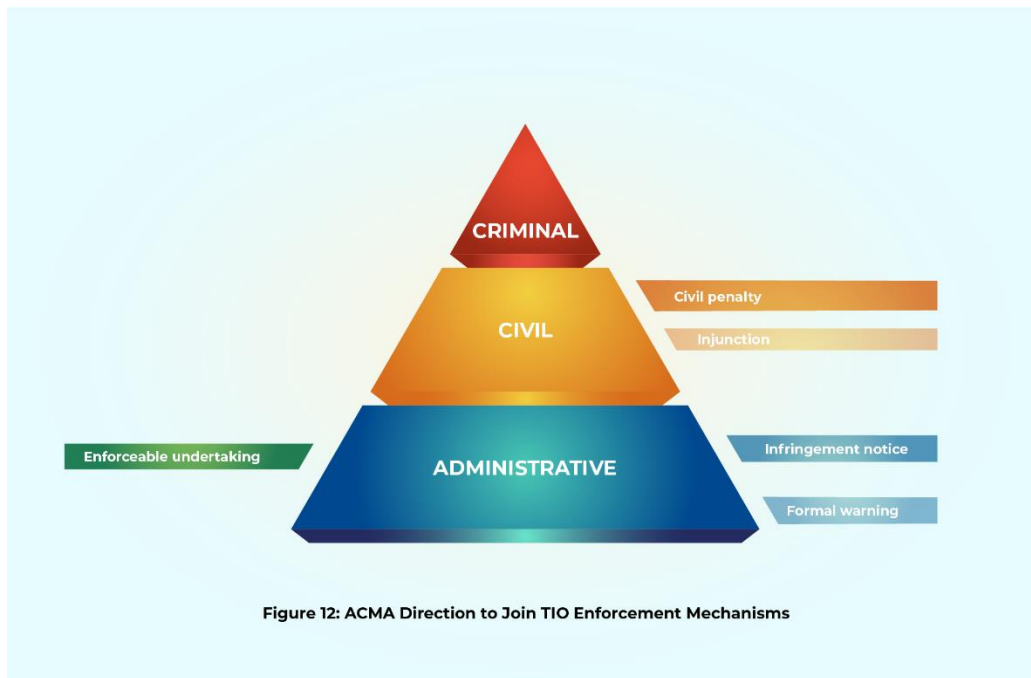 CRIMINAL
Civil penalty
CIVIL
Injunction
Enforceable undertaking
ADMINISTRATIVE
Infringement notice
Formal warning
Figure 12: ACMA Direction to Join TIO Enforcement Mechanisms